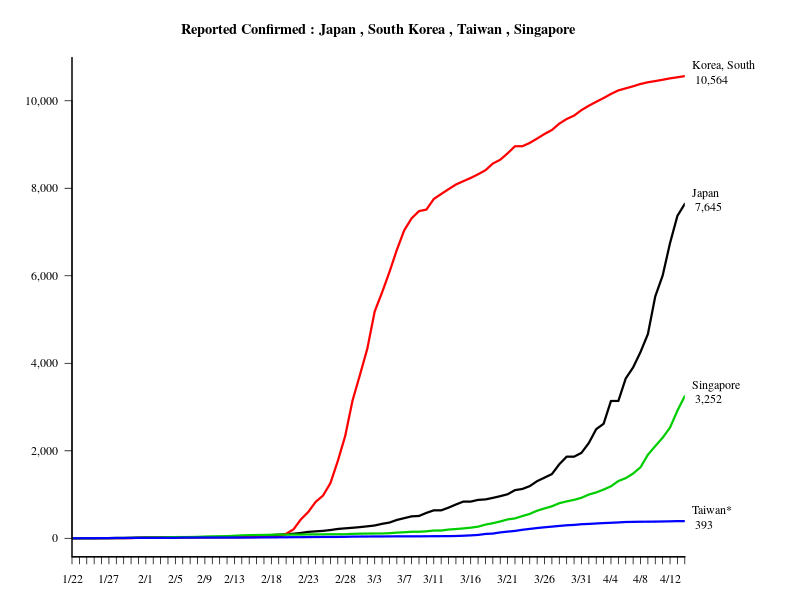 Reported Confirmed : Japan , South Korea , Taiwan , Singapore
Korea, South
10,564
10,000
8,000
Japan
7,645
6,000
4,000
Singapore
3,252
2,000
Taiwan*
393
0
1/22 1/27 2/1 2/5 2/9 2/13 2/18 2/23 2/28 3/3 3/7 3/11 3/16 3/21 3/26 3/31 4/4 4/8 4/12